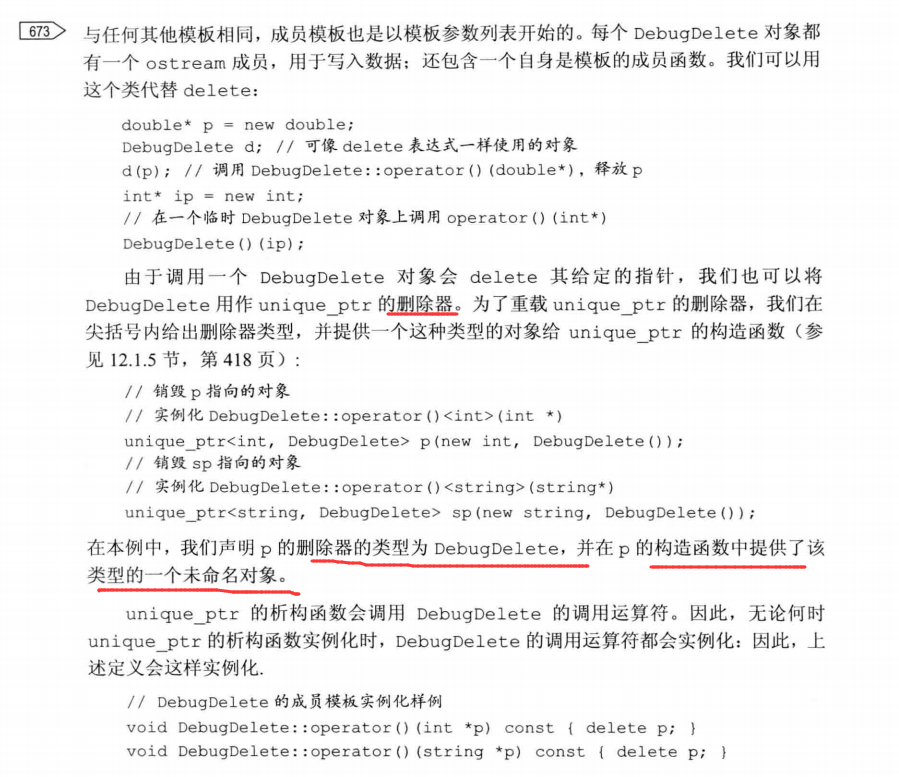 673
与任何其他模板相同，成员模板也是以模板参数列表开始的。每个 DebugDelete 对象都
有一个 ostream 成员，用于写入数据；还包含一个自身是模板的成员函数。我们可以用
这个类代替 delete：
double* p = new double;
DebugDelete d; // 可像 delete 表达式一样使用的对象
d(p); // 调用 DebugDelete::operator()(double*)，释放 p
int* ip = new int;
// 在一个临时 DebugDelete 对象上调用 operator()(int*)
DebugDelete()(ip);
由于调用一个 DebugDelete 对象会 delete 其给定的指针，我们也可以将
DebugDelete 用作 unique_ptr 的删除器。为了重载 unique_ptr 的删除器，我们在
尖括号内给出删除器类型，并提供一个这种类型的对象给 unique_ptr 的构造函数（参
见 12.1.5 节，第 418 页）：
// 销毁 p 指向的对象
// 实例化 DebugDelete::operator()<int>(int *)
unique_ptr<int, DebugDelete> p(new int, DebugDelete());
// 销毁 sp 指向的对象
// 实例化 DebugDelete::operator()<string>(string*)
unique_ptr<string, DebugDelete> sp(new string, DebugDelete());
在本例中，我们声明 p 的删除器的类型为 DebugDelete，并在 p 的构造函数中提供了该
类型的一个未命名对象。
unique_ptr 的析构函数会调用 DebugDelete 的调用运算符。因此，无论何时
unique_ptr 的析构函数实例化时，DebugDelete 的调用运算符都会实例化：因此，上
述定义会这样实例化.
// DebugDelete 的成员模板实例化样例
void DebugDelete::operator()(int *p) const { delete p; }
void DebugDelete::operator()(string *p) const { delete p; }